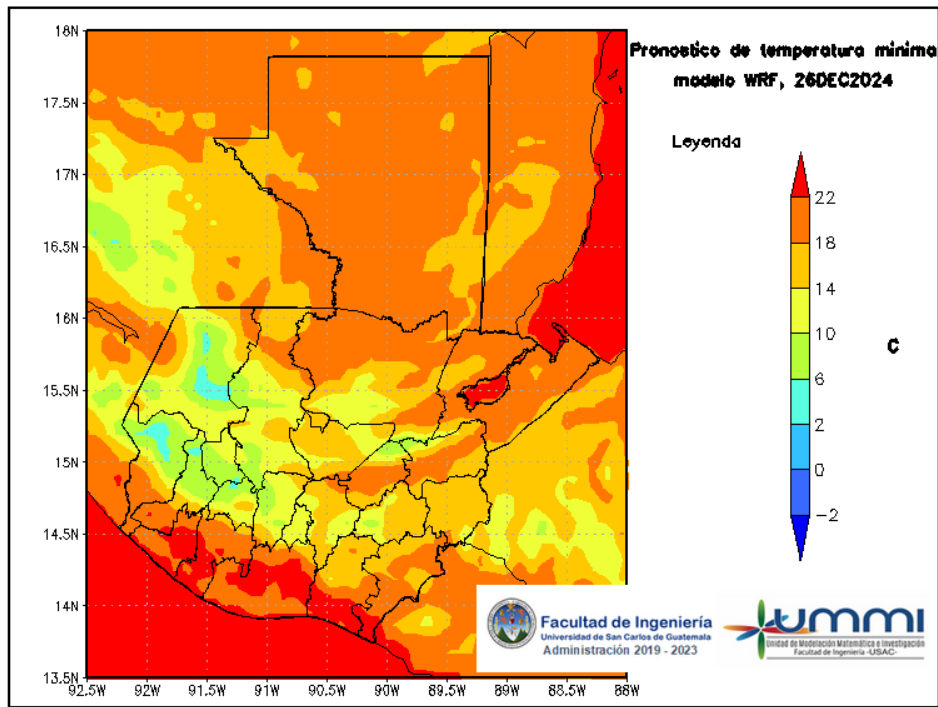 Pronostico de temperatura minima
modelo WRF, 26DEC2024
Leyenda
22
18
14
10
6
2
0
-2
C
18N
17.5N
17N
16.5N
16N
15.5N
15N
14.5N
14N
13.5N
92.5W
92W
91.5W
91W
90.5W
90W
89.5W
89W
88.5W
88W
Facultad de Ingeniería
Universidad de San Carlos de Guatemala
Administración 2019 - 2023
UMMI
Unidad de Modelación Matemática e Investigación
Facultad de Ingeniería -USAC-